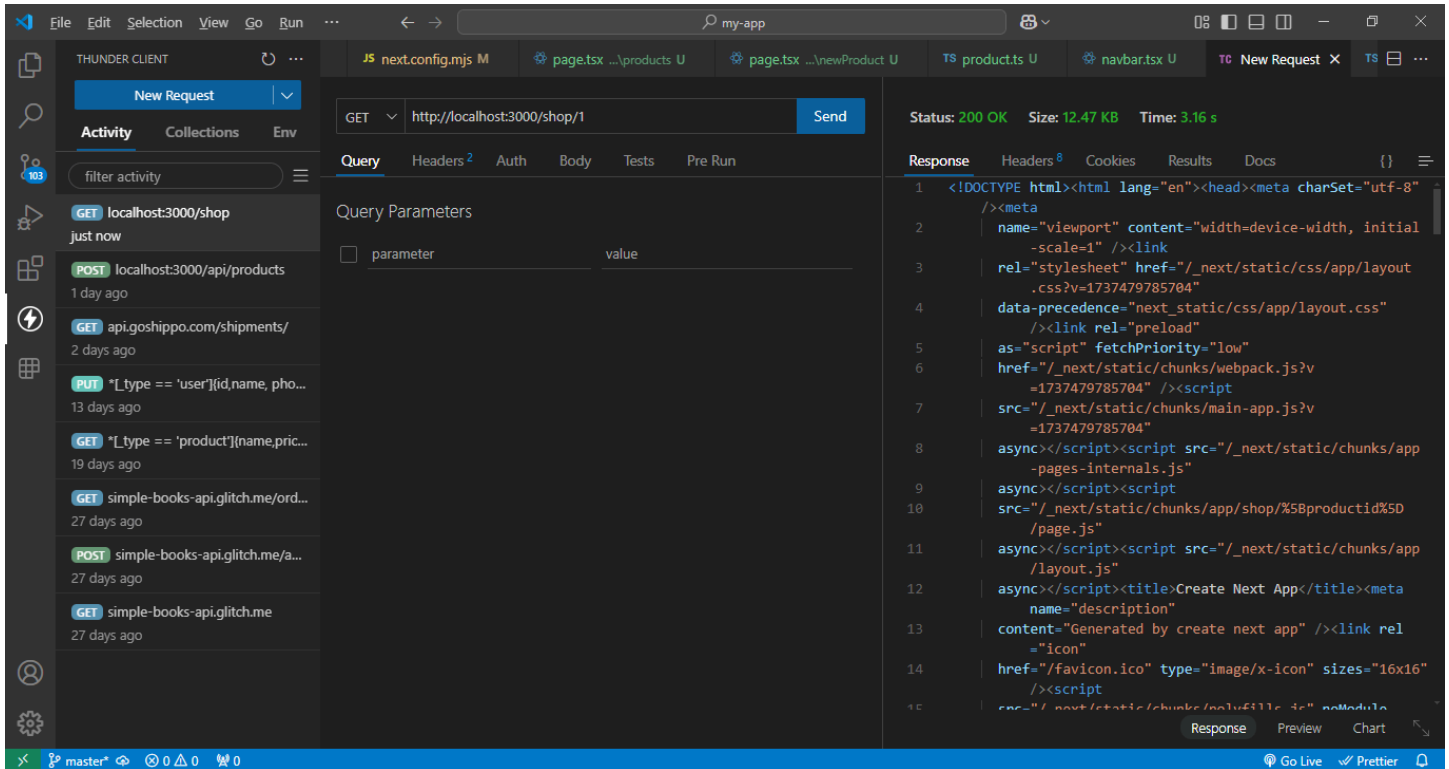 File Edit Selection View Go Run ··· my-app
THUNDER CLIENT ···
New Request
Activity Collections Env
filter activity
GET localhost:3000/shop
just now
POST localhost:3000/api/products
1 day ago
GET api.goshippo.com/shipments/
2 days ago
PUT *[_type == 'user']{id,name, pho...
13 days ago
GET *[_type == 'product']{name,pric...
19 days ago
GET simple-books-api.glitch.me/ord...
27 days ago
POST simple-books-api.glitch.me/a...
27 days ago
GET simple-books-api.glitch.me
27 days ago
103
JS next.config.mjs M page.tsx ...\products U page.tsx ...\newProduct U TS product.ts U navbar.tsx U TC New Request TS ···
GET http://localhost:3000/shop/1 Send
Query Headers 2 Auth Body Tests Pre Run
Query Parameters
parameter value
Status: 200 OK Size: 12.47 KB Time: 3.16 s
Response Headers 8 Cookies Results Docs {}
1 <!DOCTYPE html><html lang="en"><head><meta charSet="utf-8"
/><meta
2 name="viewport" content="width=device-width, initial
-scale=1" /><link
3 rel="stylesheet" href="/_next/static/css/app/layout
.css?v=1737479785704"
4 data-precedence="next_static/css/app/layout.css"
/><link rel="preload"
5 as="script" fetchPriority="low"
6 href="/_next/static/chunks/webpack.js?v
=1737479785704" /><script
7 src="/_next/static/chunks/main-app.js?v
=1737479785704"
8 async></script><script src="/_next/static/chunks/app
-pages-internals.js"
9 async></script><script
10 src="/_next/static/chunks/app/shop/%5Bproductid%5D
/page.js"
11 async></script><script src="/_next/static/chunks/app
/layout.js"
12 async></script><title>Create Next App</title><meta
name="description"
13 content="Generated by create next app" /><link rel
="icon"
14 href="/favicon.ico" type="image/x-icon" sizes="16x16"
/><script
15 src="/_next/static/chunks/polyfills.js" noModule
Response Preview Chart
master* 0 0 0 Go Live Prettier